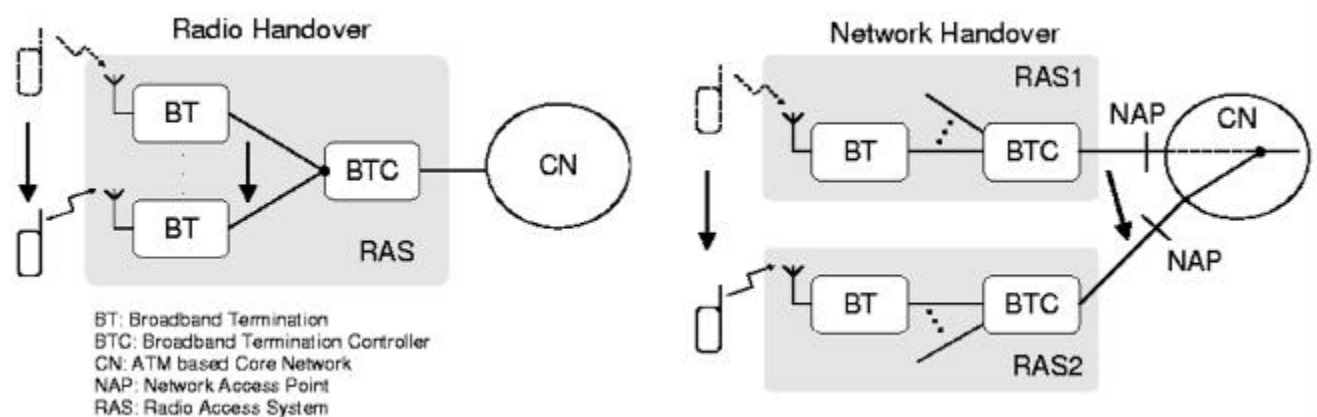 Radio Handover
BT
BTC
CN
BT
RAS
BT: Broadband Termination
BTC: Broadband Termination Controller
CN: ATM based Core Network
NAP: Network Access Point
RAS: Radio Access System
Network Handover
RAS1
NAP
CN
BT
BTC
NAP
BT
BTC
RAS2